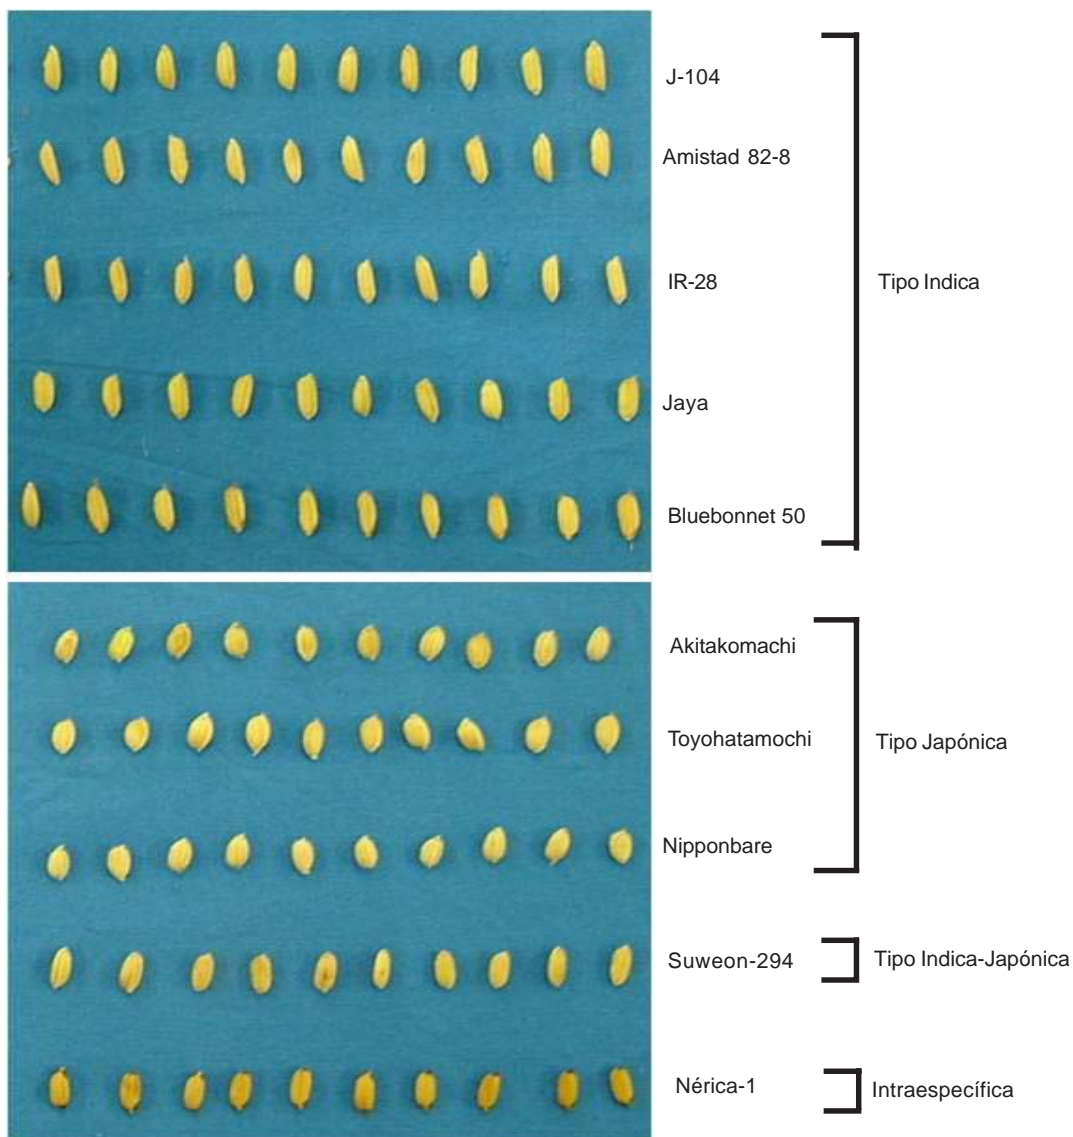 J-104
Amistad 82-8
IR-28
Tipo Indica
Jaya
Bluebonnet 50
Akitakomachi
Toyohatamochi
Tipo Japónica
Nipponbare
Suweon-294
Tipo Indica-Japónica
Nérica-1
Intraespecífica